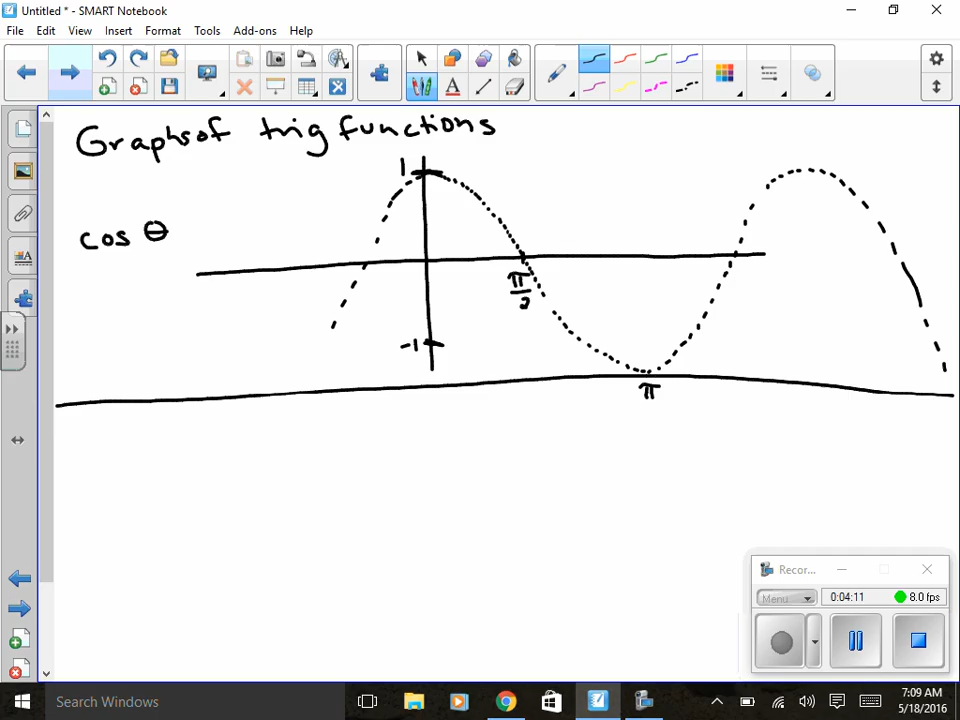 Untitled * - SMART Notebook
File Edit View Insert Format Tools Add-ons Help
Graphs of trig functions
1
cos θ
π/2
-1
π
Recor...
Menu 0:04:11 8.0 fps
Search Windows
7:09 AM
5/18/2016